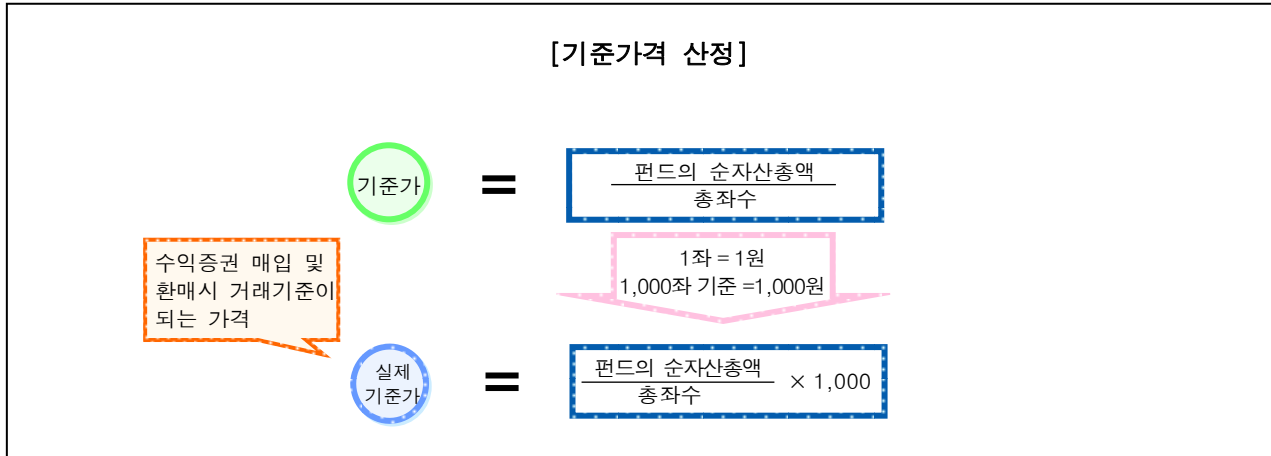 [기준가격 산정]
기준가
=
펀드의 순자산총액
총좌수
수익증권 매입 및
환매시 거래기준이
되는 가격
1좌 = 1원
1,000좌 기준 =1,000원
실제
기준가
=
펀드의 순자산총액
총좌수
× 1,000